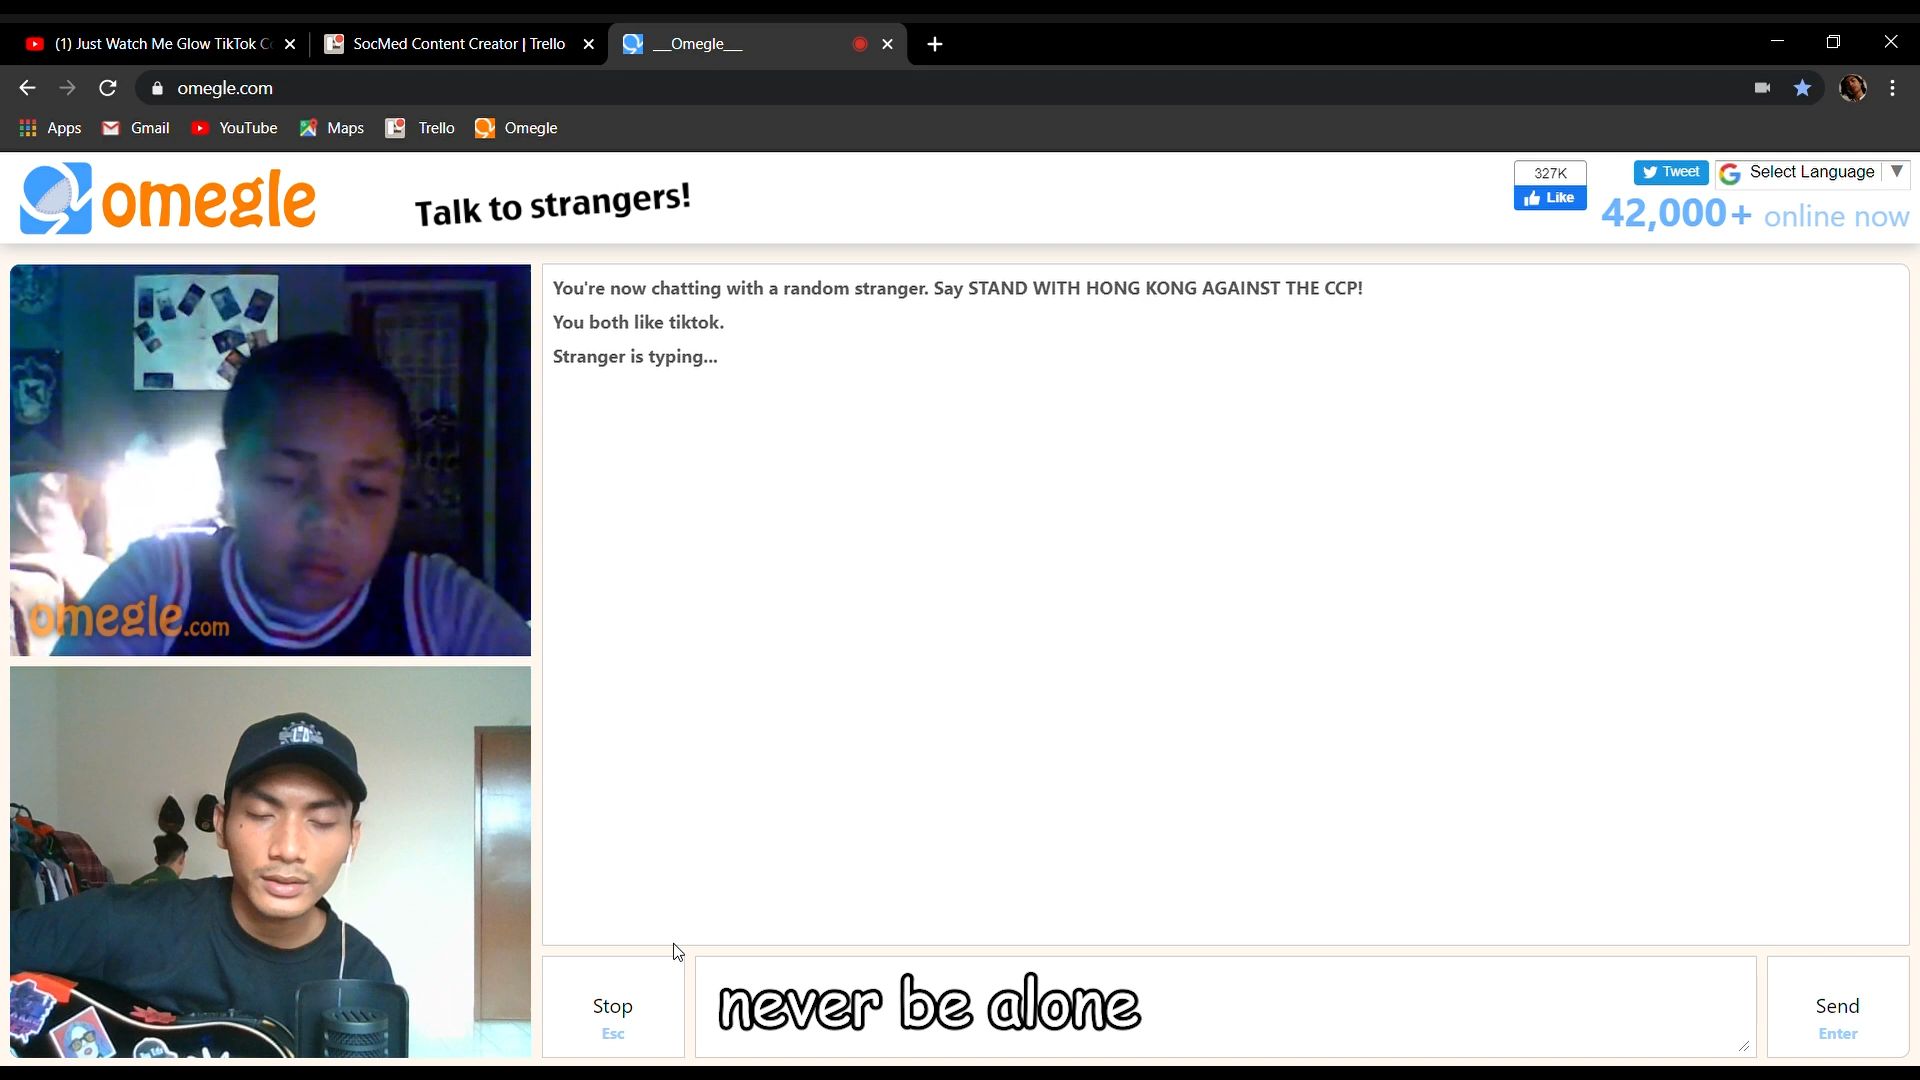 (1) Just Watch Me Glow TikTok Co
SocMed Content Creator | Trello
__Omegle__
omegle.com
Apps
Gmail
YouTube
Maps
Trello
Omegle
omegle
Talk to strangers!
327K
Like
Tweet
Select Language
42,000+ online now
You're now chatting with a random stranger. Say STAND WITH HONG KONG AGAINST THE CCP!
You both like tiktok.
Stranger is typing...
omegle.com
Stop
Esc
never be alone
Send
Enter